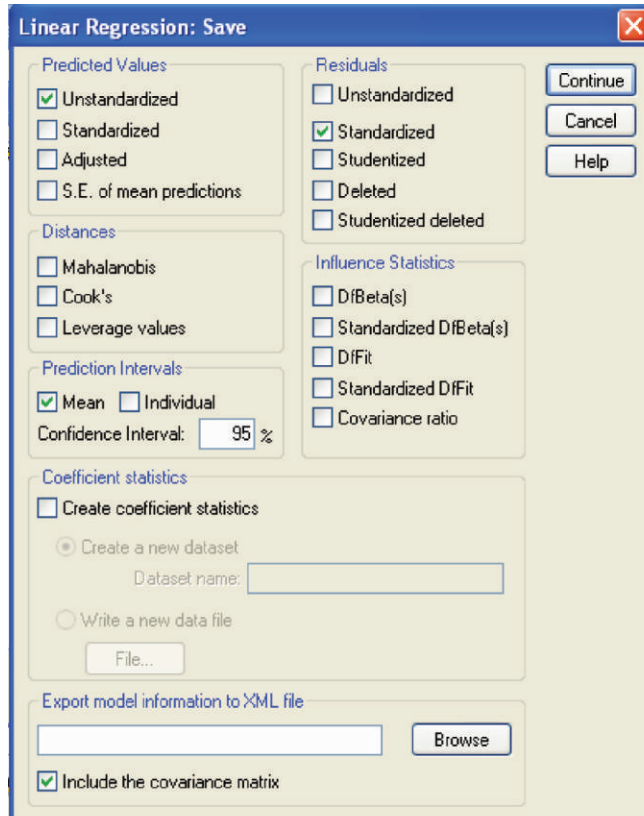 Linear Regression: Save
Predicted Values
Unstandardized
Standardized
Adjusted
S.E. of mean predictions
Distances
Mahalanobis
Cook's
Leverage values
Prediction Intervals
Mean Individual
Confidence Interval: 95 %
Residuals
Unstandardized
Standardized
Studentized
Deleted
Studentized deleted
Influence Statistics
DfBeta(s)
Standardized DfBeta(s)
DfFit
Standardized DfFit
Covariance ratio
Continue
Cancel
Help
Coefficient statistics
Create coefficient statistics
Create a new dataset
Dataset name:
Write a new data file
File...
Export model information to XML file
Browse
Include the covariance matrix